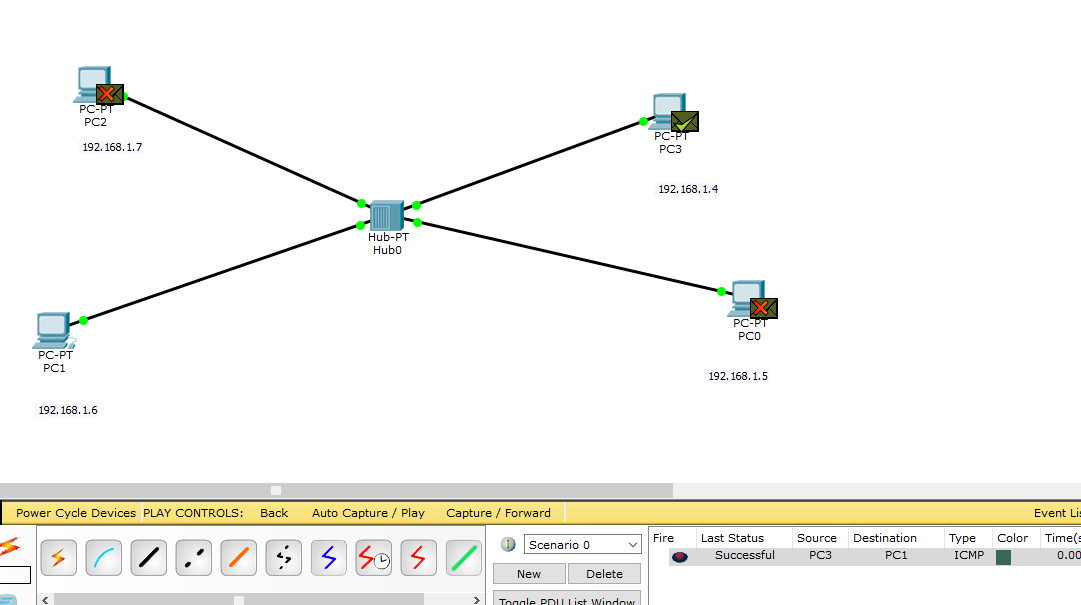 PC-PT
PC2
192.168.1.7
PC-PT
PC3
192.168.1.4
Hub-PT
Hub0
PC-PT
PC0
192.168.1.5
PC-PT
PC1
192.168.1.6
Power Cycle Devices PLAY CONTROLS: Back Auto Capture / Play Capture / Forward Event Lis
Fire Last Status Source Destination Type Color Time(s
Scenario 0
Successful PC3 PC1 ICMP 0.00
New Delete
Toggle PDU List Window